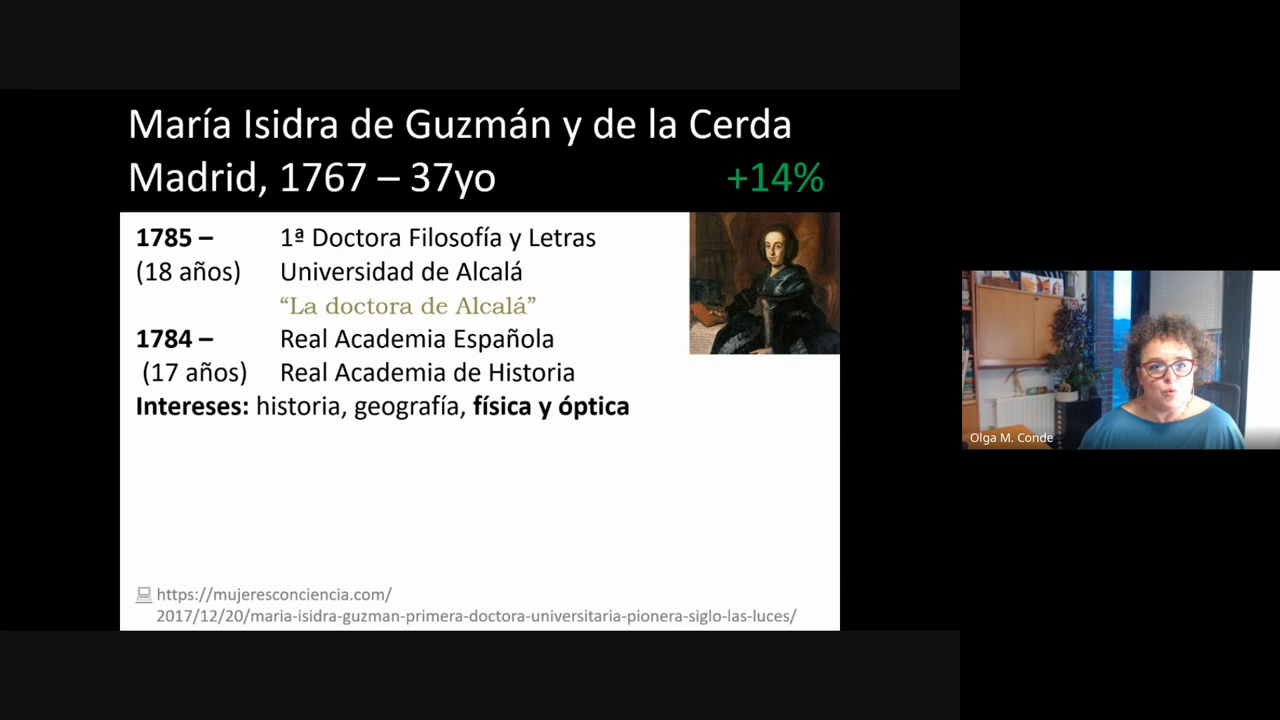 María Isidra de Guzmán y de la Cerda
Madrid, 1767 – 37yo +14%
1785 – 1ª Doctora Filosofía y Letras
(18 años) Universidad de Alcalá
“La doctora de Alcalá”
1784 – Real Academia Española
(17 años) Real Academia de Historia
Intereses: historia, geografía, física y óptica
https://mujeresconciencia.com/
2017/12/20/maria-isidra-guzman-primera-doctora-universitaria-pionera-siglo-las-luces/
Olga M. Conde